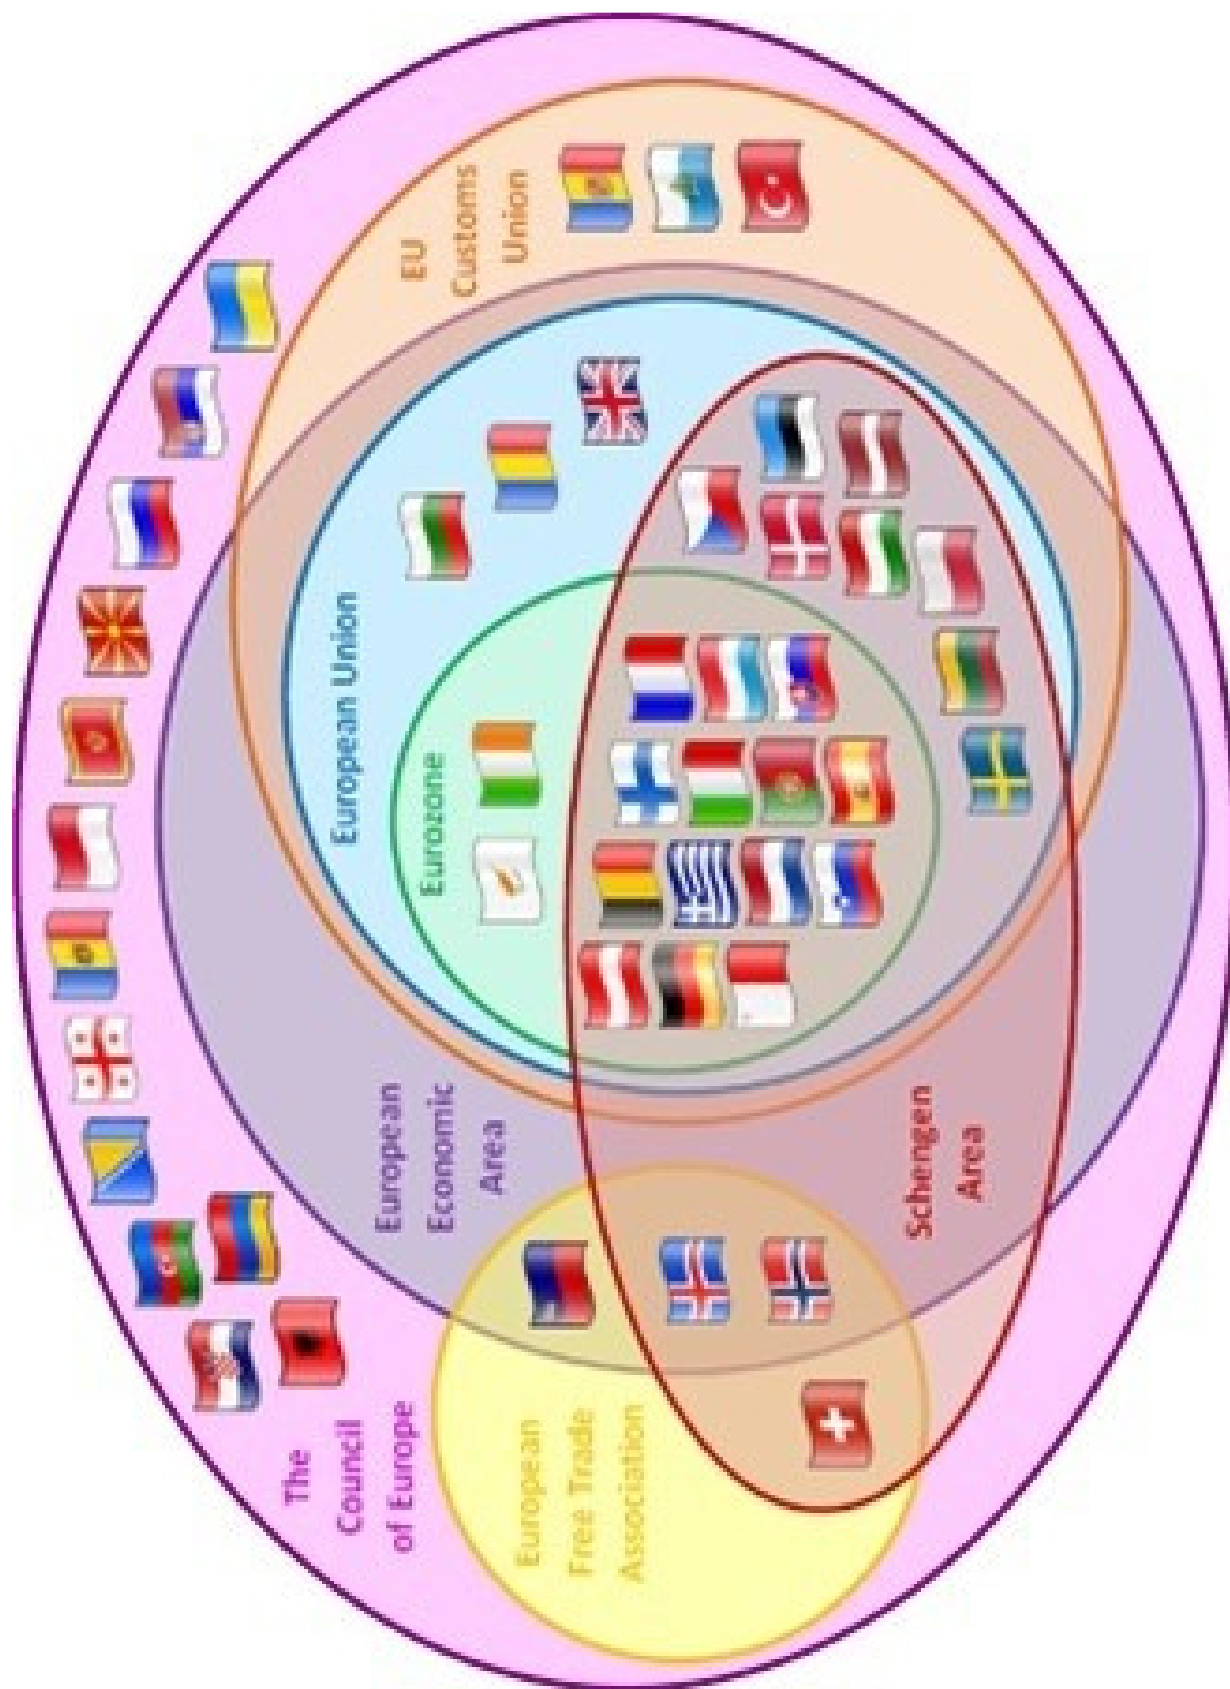 The
Council
of Europe
European
Free Trade
Association
European
Economic
Area
Schengen
Area
European Union
Eurozone
EU
Customs
Union